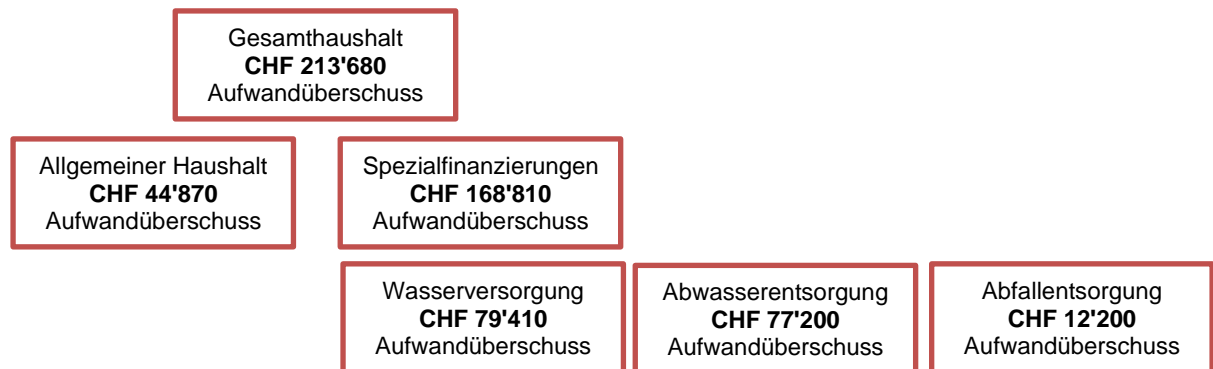 Gesamthaushalt
CHF 213'680
Aufwandüberschuss
Allgemeiner Haushalt
CHF 44'870
Aufwandüberschuss
Spezialfinanzierungen
CHF 168'810
Aufwandüberschuss
Wasserversorgung
CHF 79'410
Aufwandüberschuss
Abwasserentsorgung
CHF 77'200
Aufwandüberschuss
Abfallentsorgung
CHF 12'200
Aufwandüberschuss